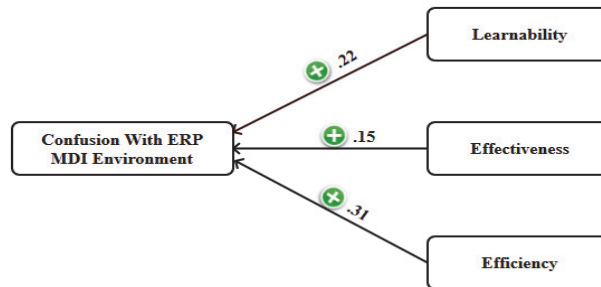 Learnability
.22
Confusion With ERP
MDI Environment
.15
Effectiveness
.31
Efficiency